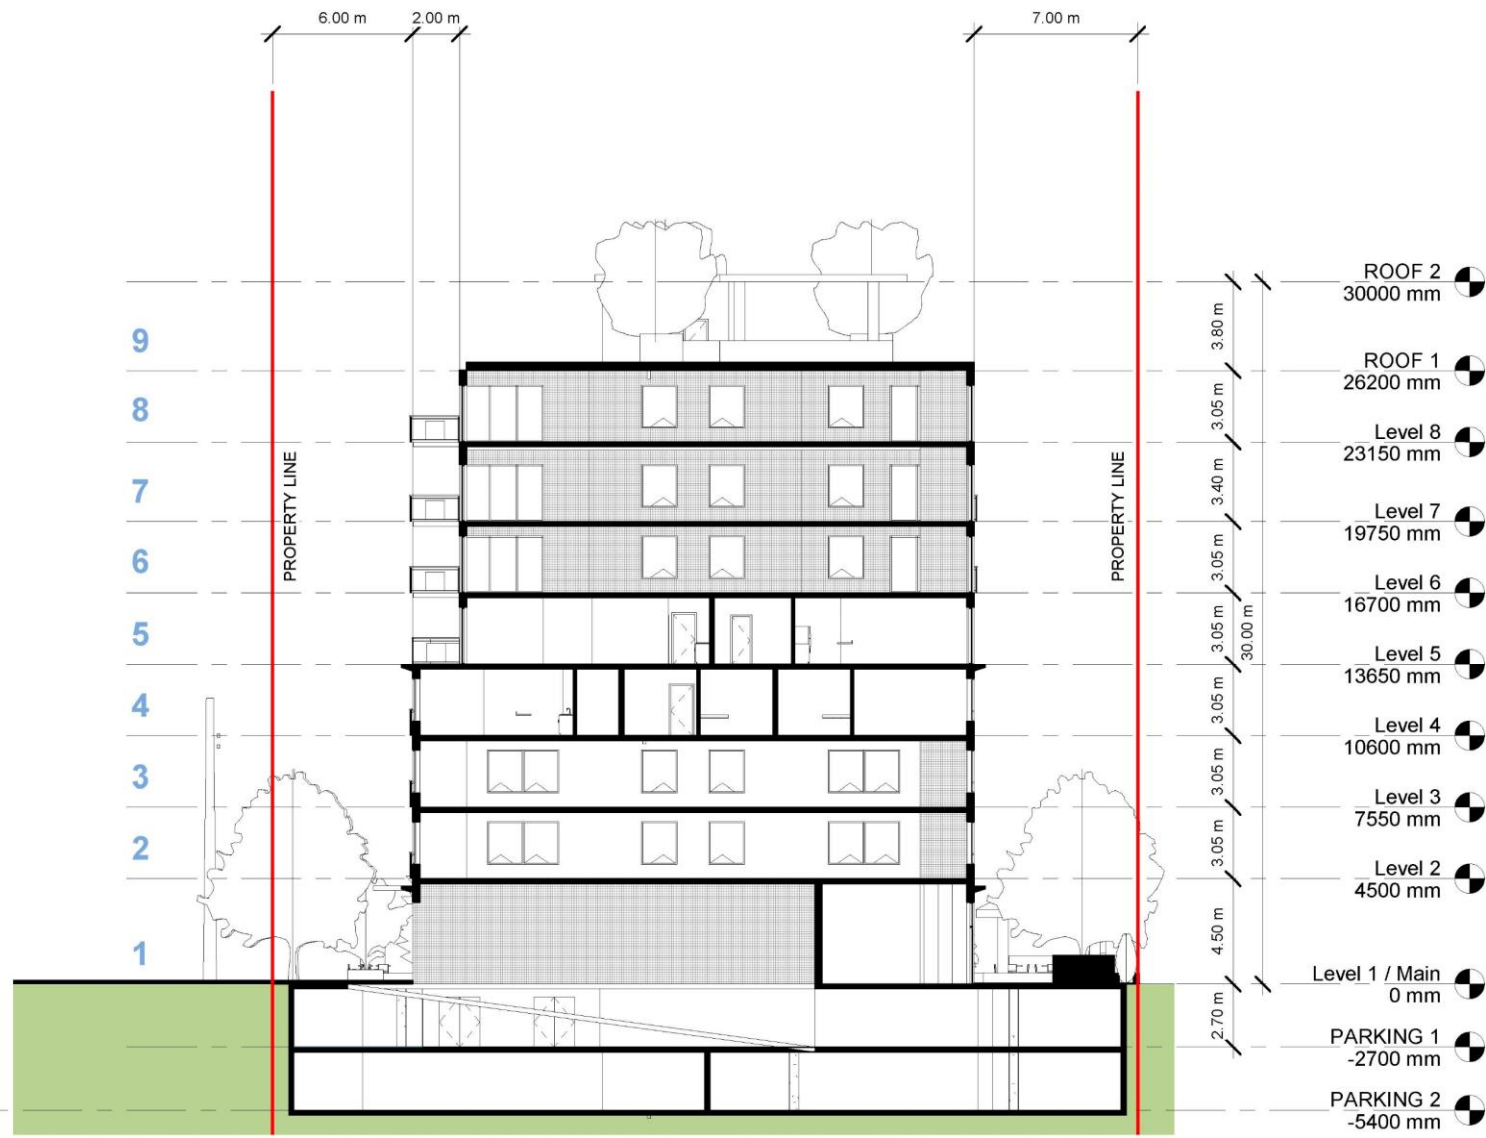 6.00 m
2.00 m
7.00 m
ROOF 2
30000 mm
9
3.80 m
ROOF 1
26200 mm
8
3.05 m
Level 8
23150 mm
PROPERTY LINE
PROPERTY LINE
7
3.40 m
Level 7
19750 mm
6
3.05 m
Level 6
16700 mm
5
3.05 m
30.00 m
Level 5
13650 mm
4
3.05 m
Level 4
10600 mm
3
3.05 m
Level 3
7550 mm
2
3.05 m
Level 2
4500 mm
1
4.50 m
Level 1 / Main
0 mm
2.70 m
PARKING 1
-2700 mm
PARKING 2
-5400 mm